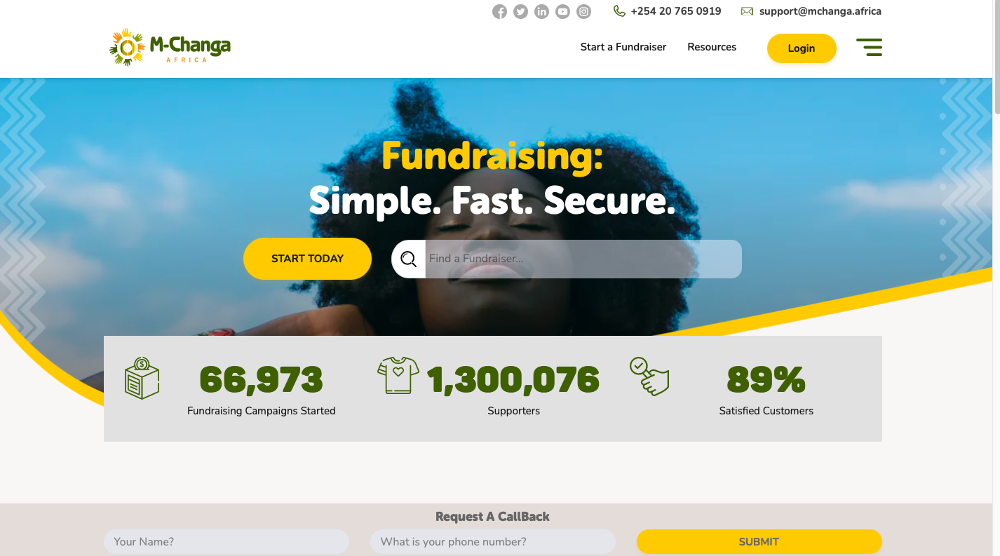 +254 20 765 0919
support@mchanga.africa
M-Changa
AFRICA
Start a Fundraiser
Resources
Login
Fundraising:
Simple. Fast. Secure.
START TODAY
Find a Fundraiser...
66,973
Fundraising Campaigns Started
1,300,076
Supporters
89%
Satisfied Customers
Request A CallBack
Your Name?
What is your phone number?
SUBMIT